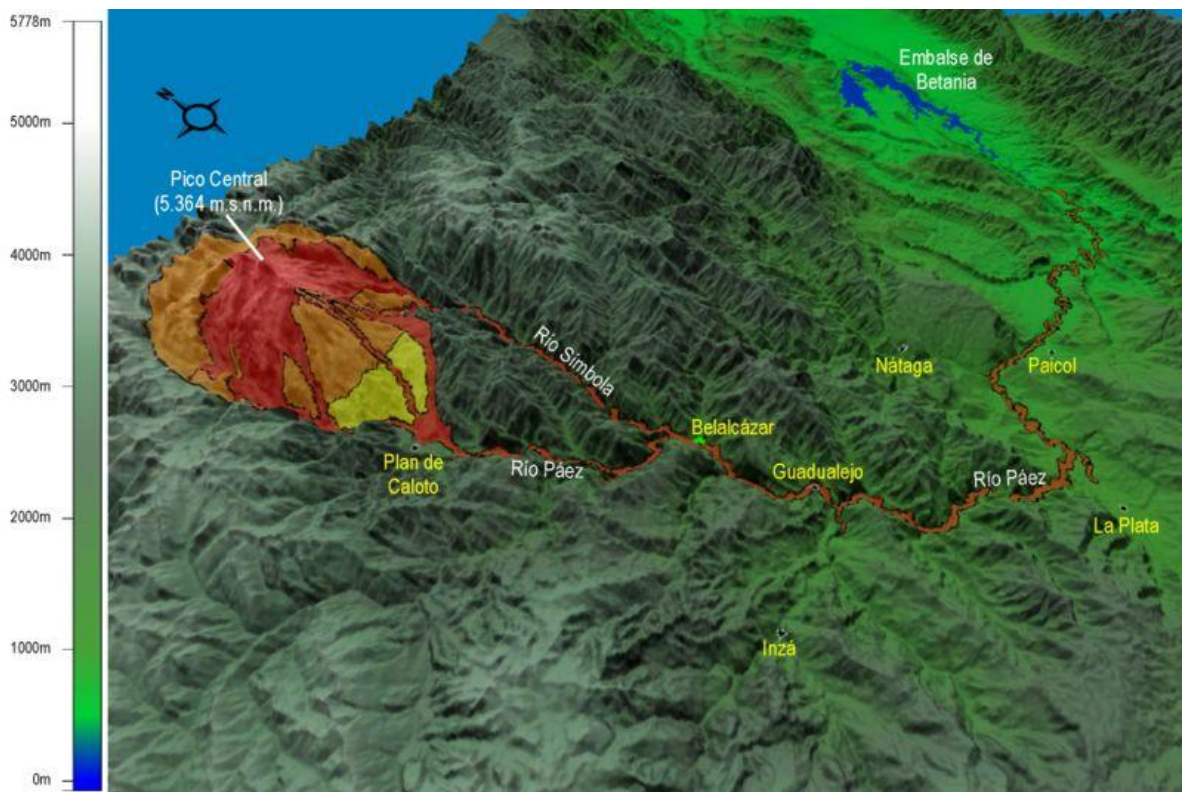 5778m
5000m
4000m
3000m
2000m
1000m
0m
N
Embalse de
Betania
Pico Central
(5.364 m.s.n.m.)
Río Símbola
Nátaga
Paicol
Belalcázar
Plan de
Caloto
Río Páez
Guadualejo
Río Páez
La Plata
Inzá